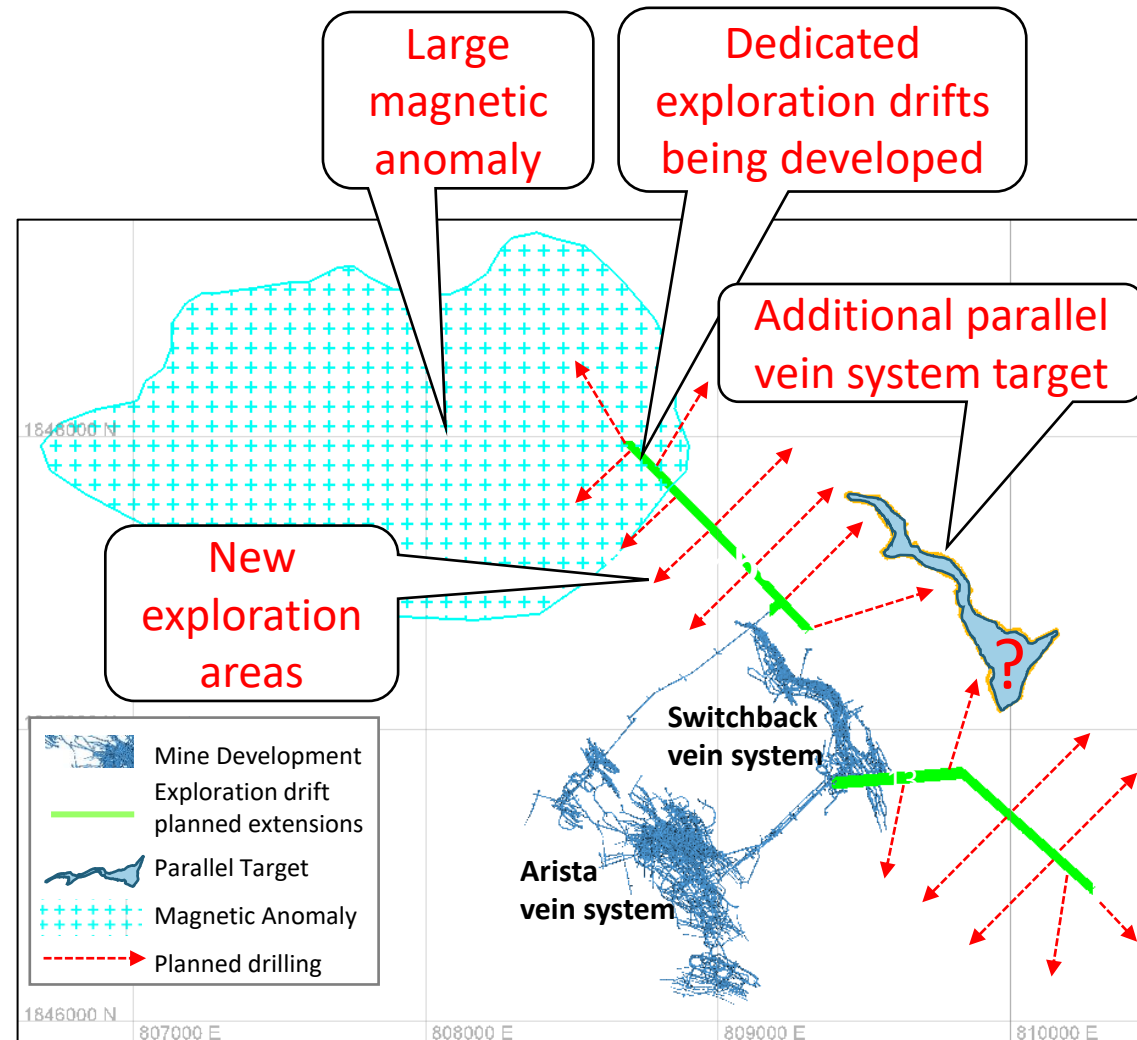 Large
magnetic
anomaly
Dedicated
exploration drifts
being developed
Additional parallel
vein system target
1848000 N
New
exploration
areas
?
Switchback
vein system
2
Arista
vein system
Mine Development
Exploration drift
planned extensions
Parallel Target
Magnetic Anomaly
Planned drilling
1846000 N
807000 E
808000 E
809000 E
810000 E